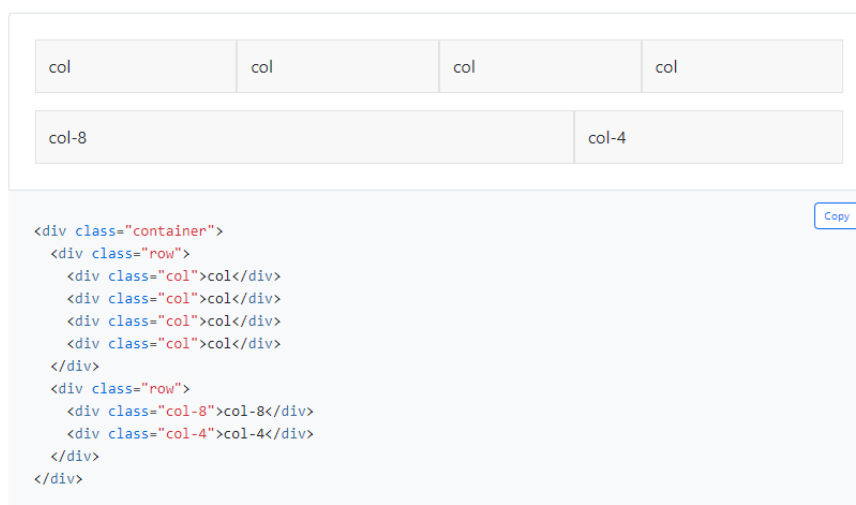 col col col col
col-8 col-4
Copy
<div class="container">
  <div class="row">
    <div class="col">col</div>
    <div class="col">col</div>
    <div class="col">col</div>
    <div class="col">col</div>
  </div>
  <div class="row">
    <div class="col-8">col-8</div>
    <div class="col-4">col-4</div>
  </div>
</div>